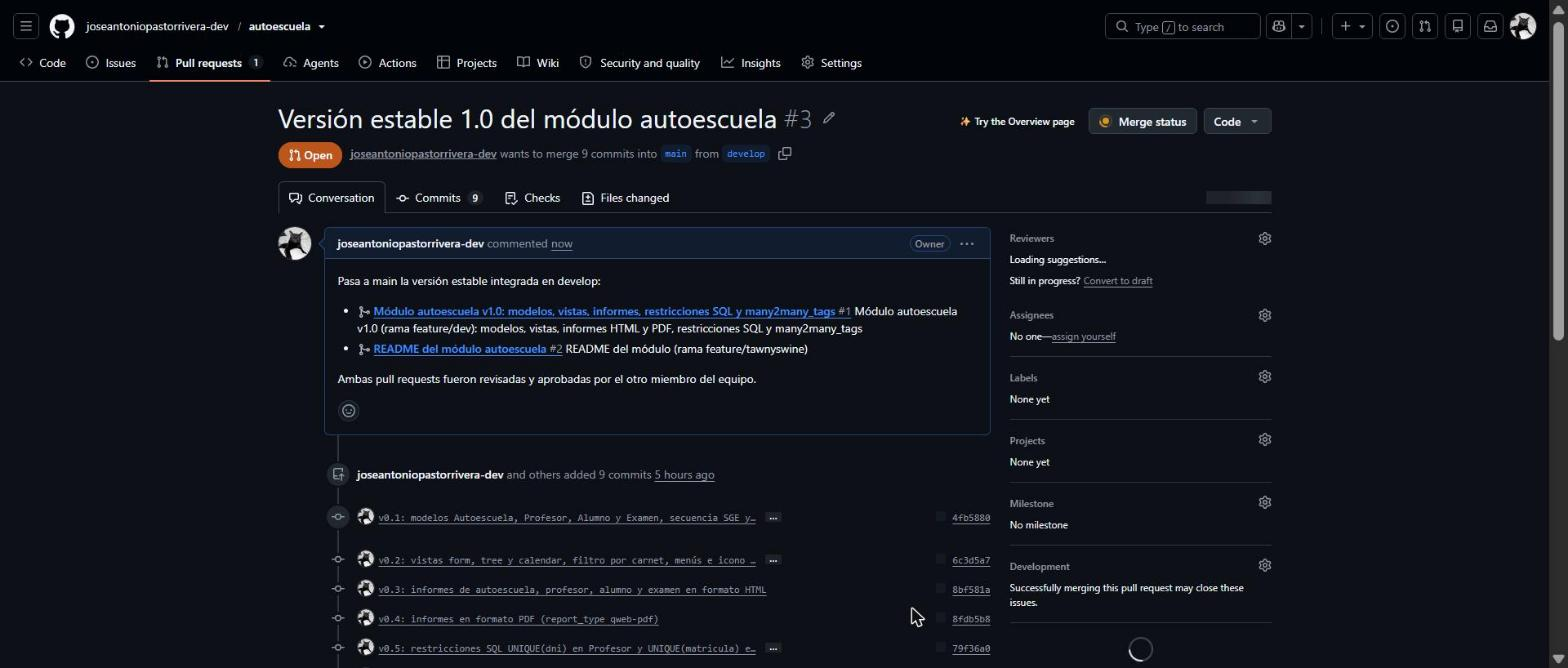 joseantoniopastorrivera-dev / autoescuela
Type / to search
Code Issues Pull requests 1 Agents Actions Projects Wiki Security and quality Insights Settings
Versión estable 1.0 del módulo autoescuela #3
Try the Overview page Merge status Code
Open joseantoniopastorrivera-dev wants to merge 9 commits into main from develop
Conversation Commits 9 Checks Files changed
joseantoniopastorrivera-dev commented now Owner
Pasa a main la versión estable integrada en develop:
Módulo autoescuela v1.0: modelos, vistas, informes, restricciones SQL y many2many_tags #1 Módulo autoescuela
v1.0 (rama feature/dev): modelos, vistas, informes HTML y PDF, restricciones SQL y many2many_tags
README del módulo autoescuela #2 README del módulo (rama feature/tawnyswine)
Ambas pull requests fueron revisadas y aprobadas por el otro miembro del equipo.
joseantoniopastorrivera-dev and others added 9 commits 5 hours ago
v0.1: modelos Autoescuela, Profesor, Alumno y Examen, secuencia SGE y… ... 4fb5880
v0.2: vistas form, tree y calendar, filtro por carnet, menús e icono … ... 6c3d5a7
v0.3: informes de autoescuela, profesor, alumno y examen en formato HTML 8bf581a
v0.4: informes en formato PDF (report_type qweb-pdf) 8fdb5b8
v0.5: restricciones SQL UNIQUE(dni) en Profesor y UNIQUE(matricula) e… ... 79f36a0
Reviewers
Loading suggestions...
Still in progress? Convert to draft
Assignees
No one—assign yourself
Labels
None yet
Projects
None yet
Milestone
No milestone
Development
Successfully merging this pull request may close these
issues.